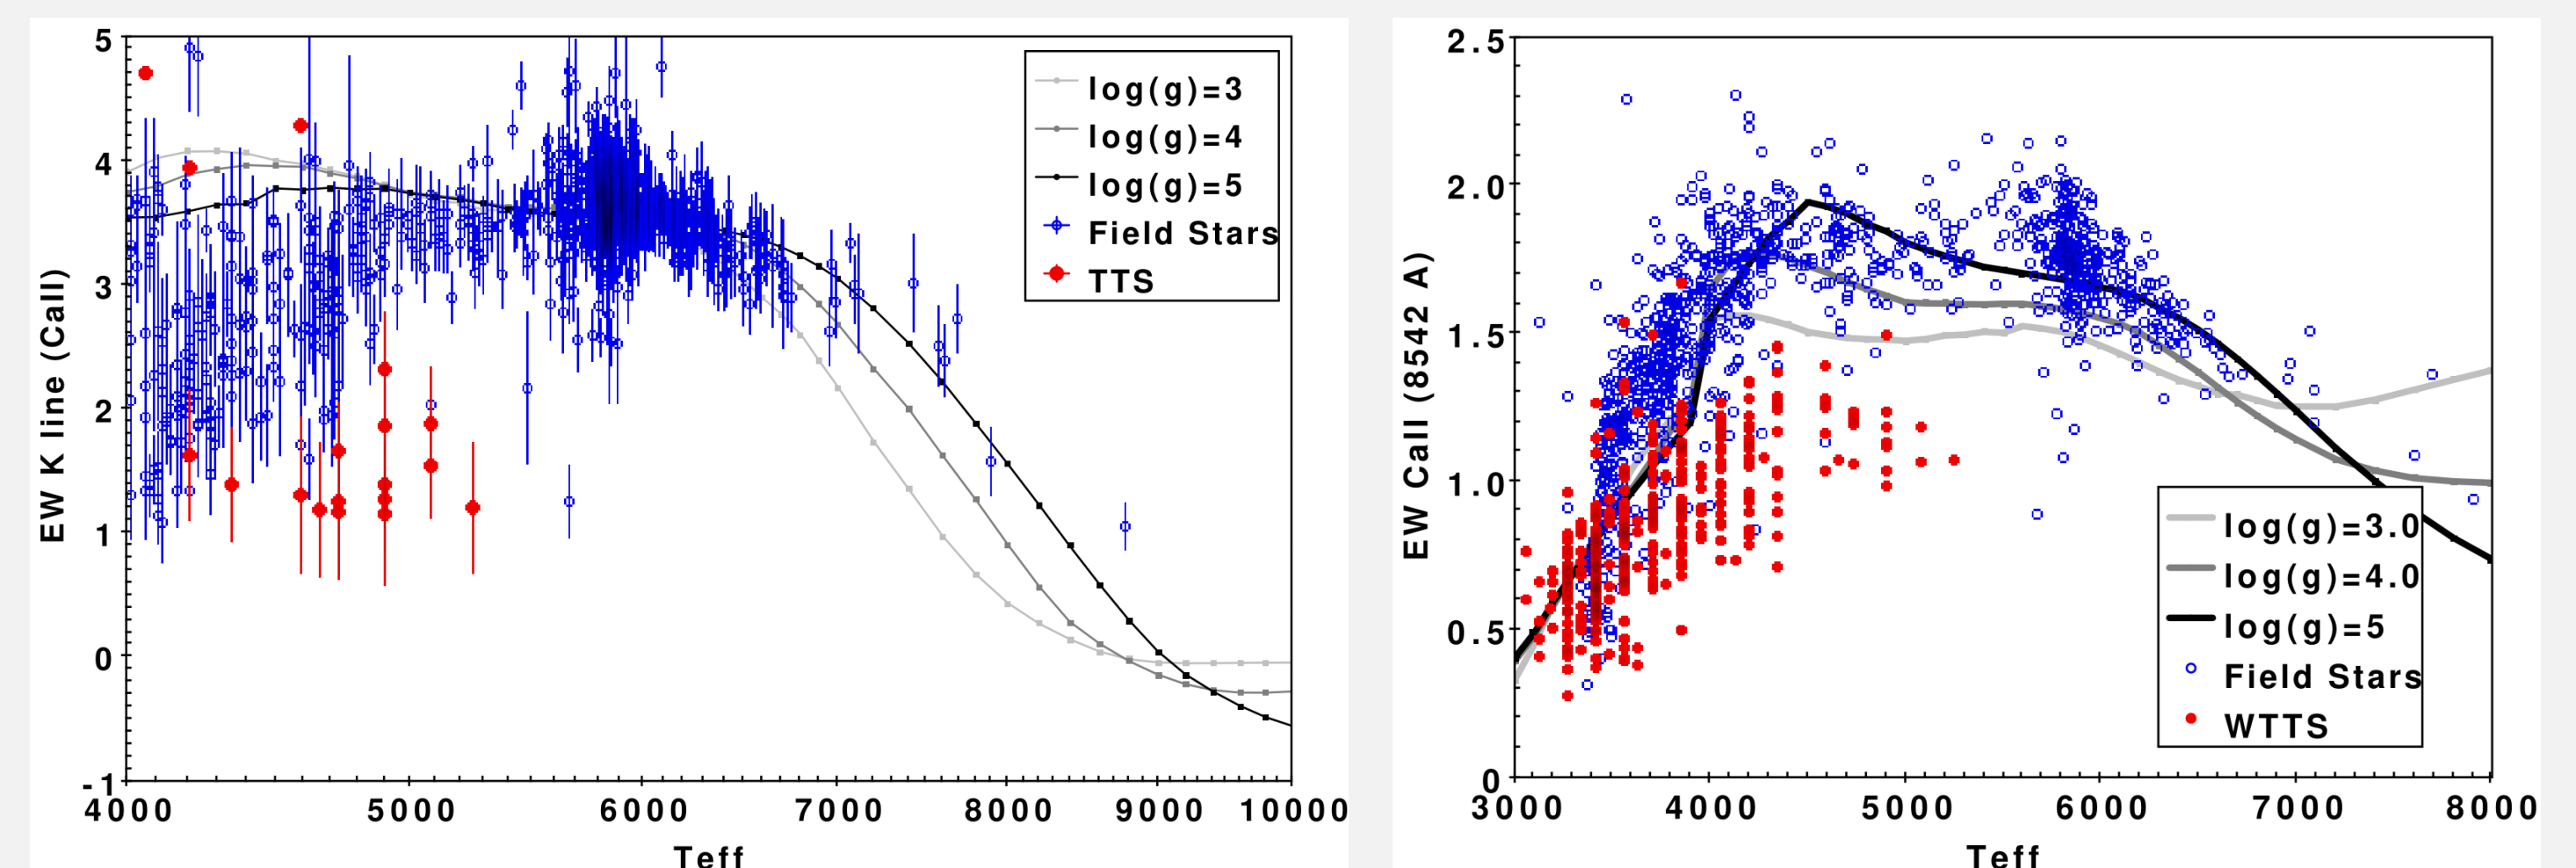 5
4
3
2
1
0
-1
EW K line (CaII)
4000 5000 6000 7000 8000 9000 10000
Teff
log(g)=3
log(g)=4
log(g)=5
Field Stars
TTS
2.5
2.0
1.5
1.0
0.5
0
EW CaII (8542 A)
3000 4000 5000 6000 7000 8000
Teff
log(g)=3.0
log(g)=4.0
log(g)=5
Field Stars
WTTS